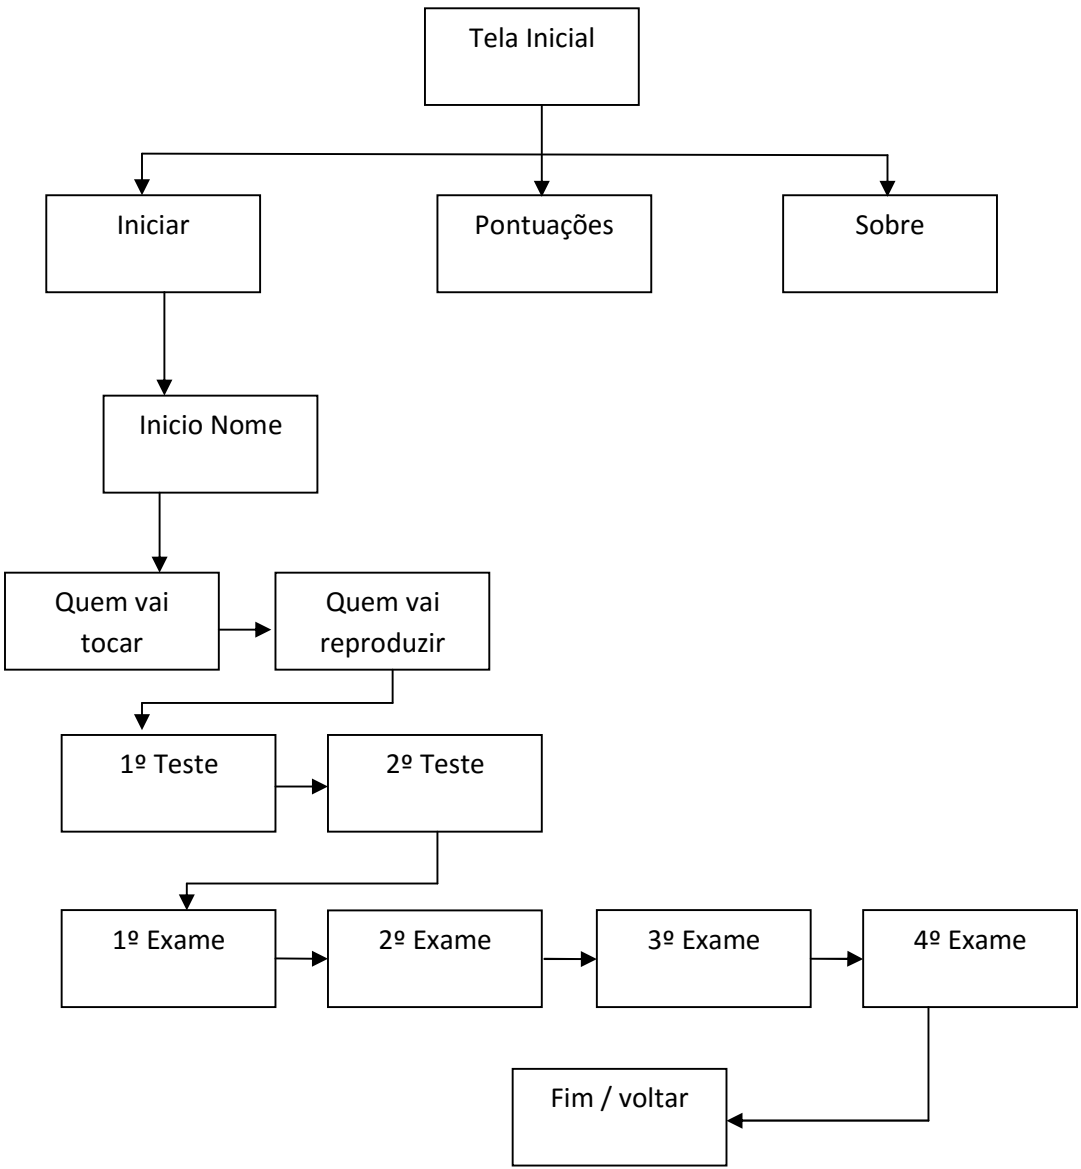 Tela Inicial
Iniciar
Pontuações
Sobre
Inicio Nome
Quem vai
tocar
Quem vai
reproduzir
1º Teste
2º Teste
1º Exame
2º Exame
3º Exame
4º Exame
Fim / voltar